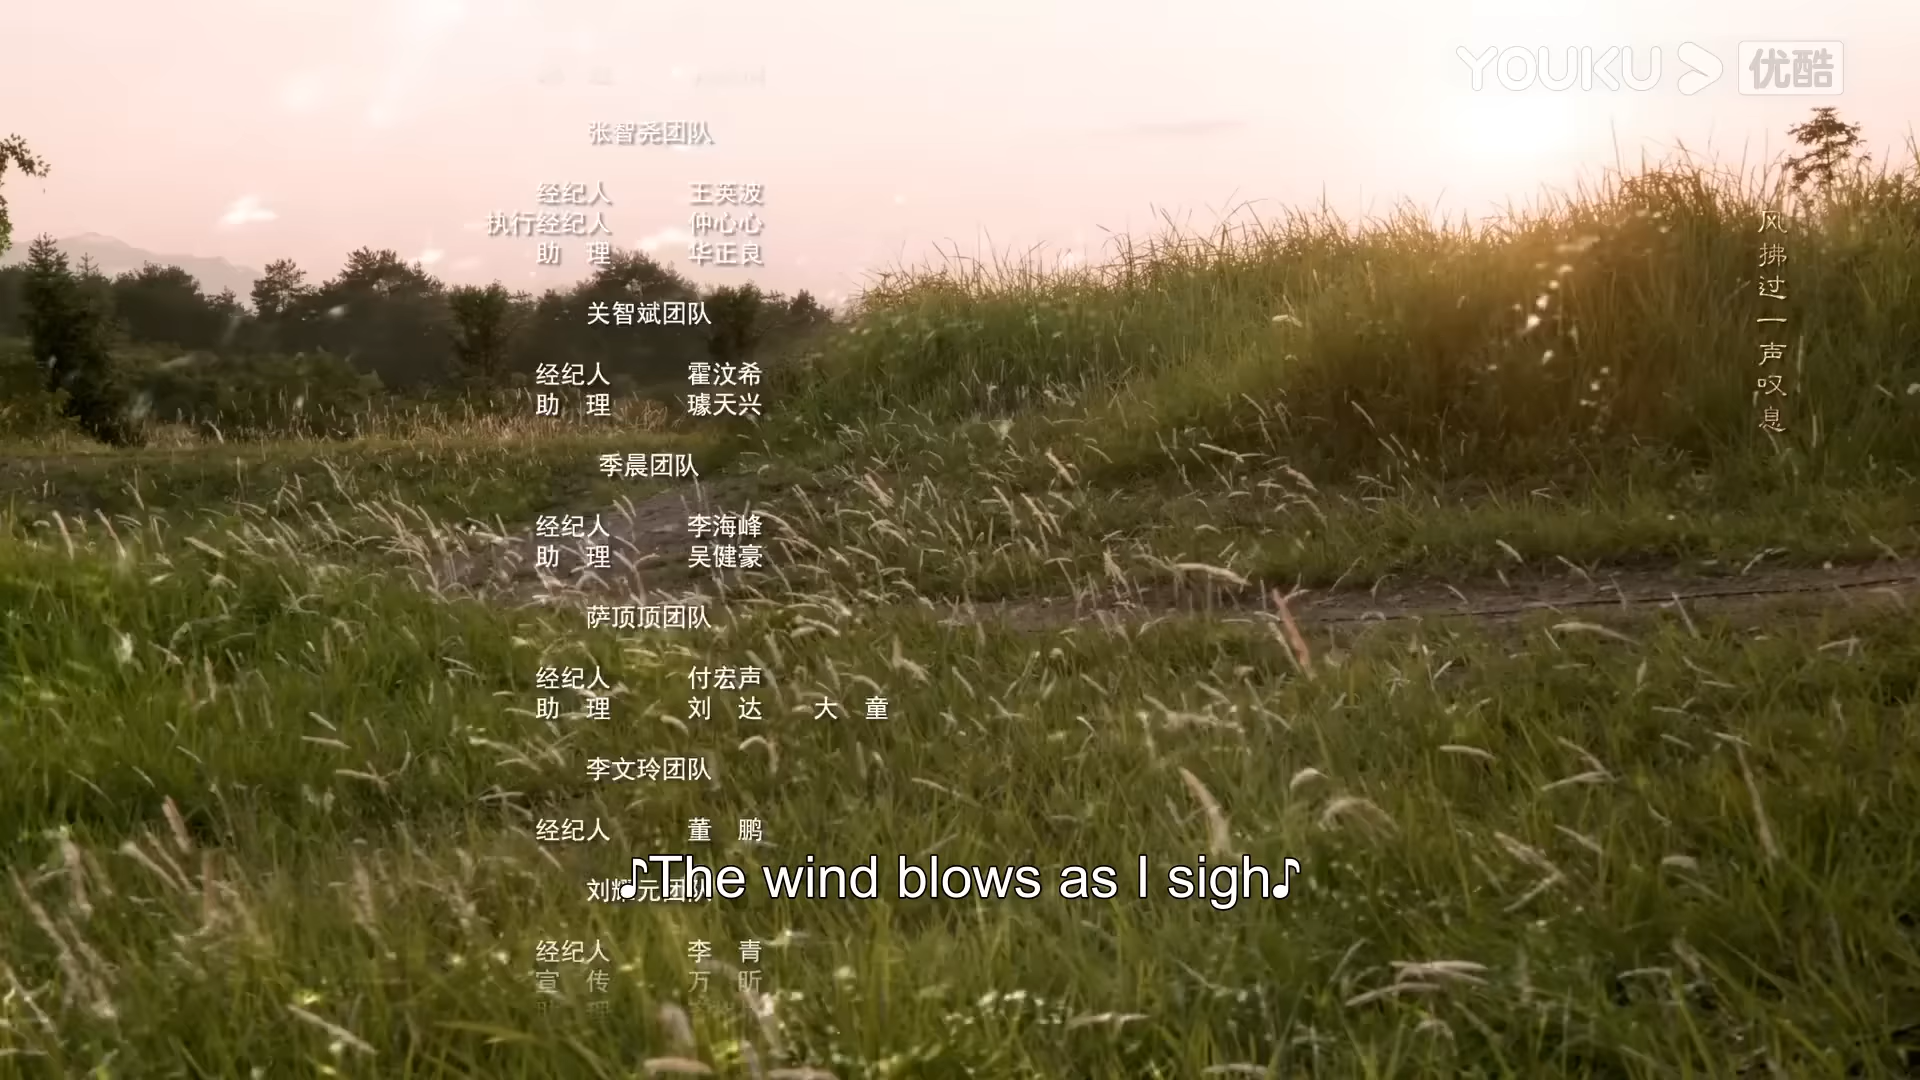 YOUKU 优酷
张智尧团队
经纪人 王英波
执行经纪人 仲心心
助 理 华正良
关智斌团队
经纪人 霍汶希
助 理 璩天兴
季晨团队
经纪人 李海峰
助 理 吴健豪
萨顶顶团队
经纪人 付宏声
助 理 刘 达 大 童
李文玲团队
经纪人 董 鹏
刘耀元团队
♪The wind blows as I sigh♪
经纪人 李 青
宣 传 万 昕
风拂过一声叹息